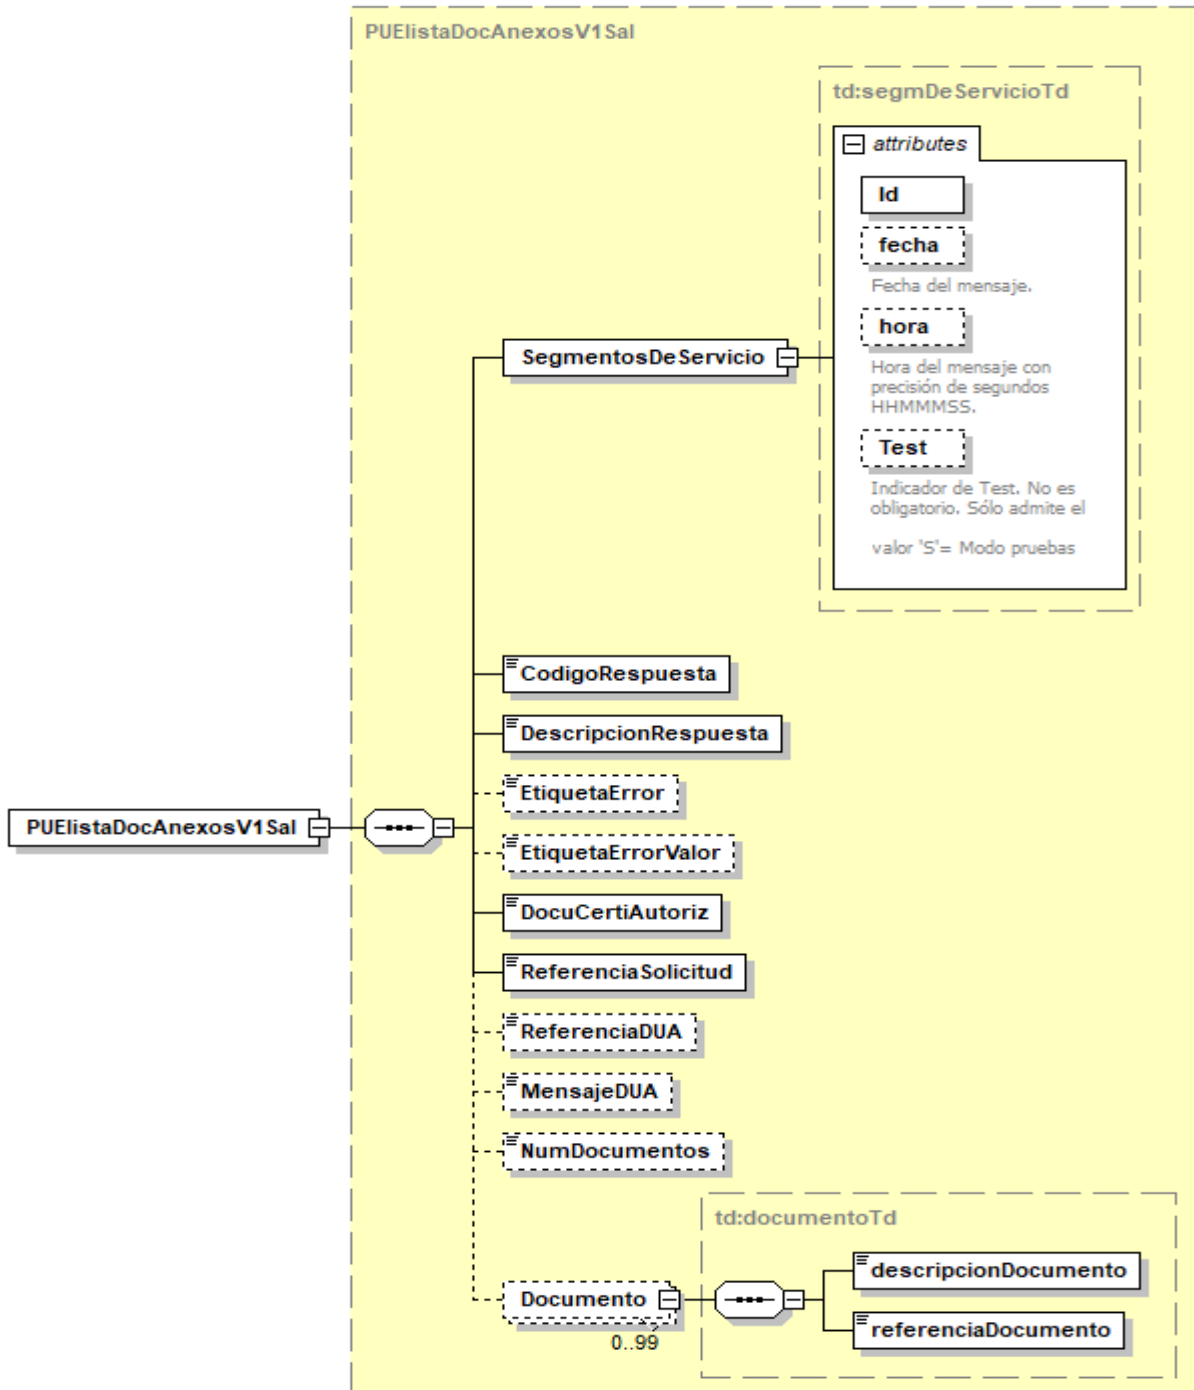 PUElistaDocAnexosV1Sal
td:segmDeServicioTd
attributes
Id
fecha
Fecha del mensaje.
hora
Hora del mensaje con
precisión de segundos
HHMMMSS.
Test
Indicador de Test. No es
obligatorio. Sólo admite el
valor 'S'= Modo pruebas
SegmentosDeServicio
CodigoRespuesta
DescripcionRespuesta
EtiquetaError
PUElistaDocAnexosV1Sal
EtiquetaErrorValor
DocuCertiAutoriz
ReferenciaSolicitud
ReferenciaDUA
MensajeDUA
NumDocumentos
td:documentoTd
Documento
0..99
descripcionDocumento
referenciaDocumento